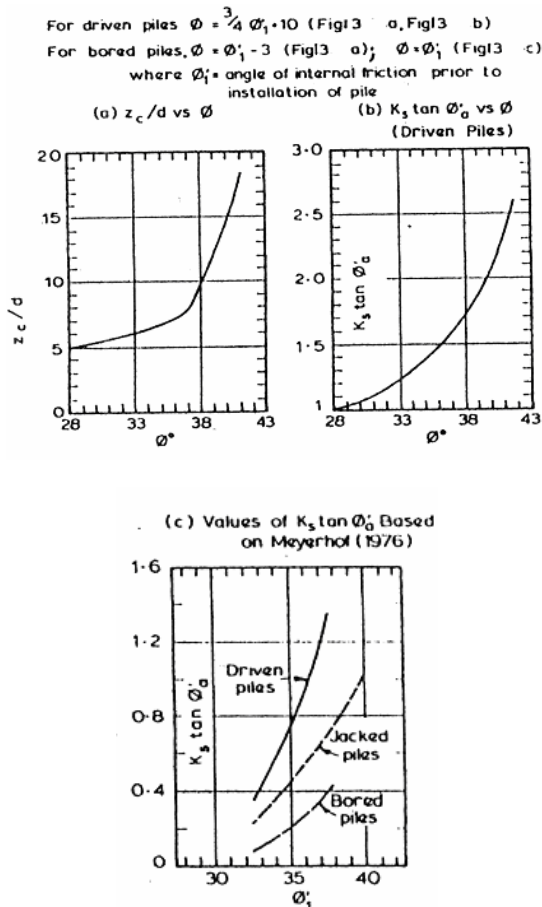 For driven piles Ø = 3/4 Ø'₁ + 10 (Fig13 a, Fig13 b)
For bored piles, Ø = Ø'₁ - 3 (Fig13 a); Ø = Ø'₁ (Fig13 c)
where Ø'₁ = angle of internal friction prior to
installation of pile
(a) z c/d vs Ø
(b) Ks tan Ø'a vs Ø
(Driven Piles)
20
15
10
5
0
z c/d
28 33 38 43
Ø°
3·0
2·5
2·0
1·5
1
Ks tan Ø'a
28 33 38 43
Ø°
(c) Values of Ks tan Ø'a Based
on Meyerhof (1976)
1·6
1·2
0·8
0·4
0
Ks tan Ø'a
Driven
piles
Jacked
piles
Bored
piles
30 35 40
Ø'₁